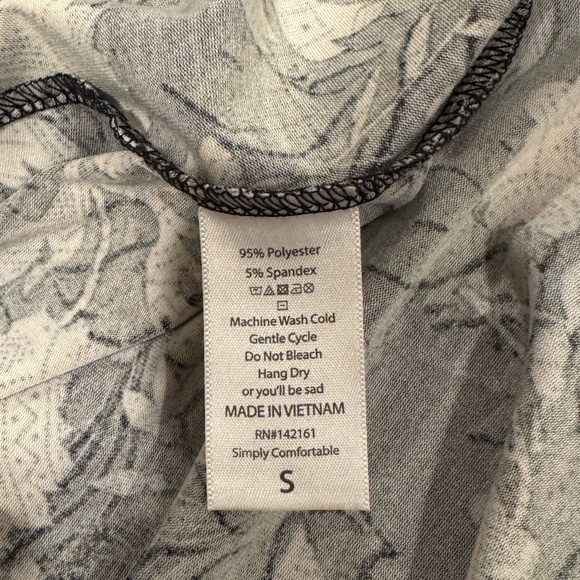 95% Polyester
5% Spandex
Machine Wash Cold
Gentle Cycle
Do Not Bleach
Hang Dry
or you'll be sad
MADE IN VIETNAM
RN#142161
Simply Comfortable
S